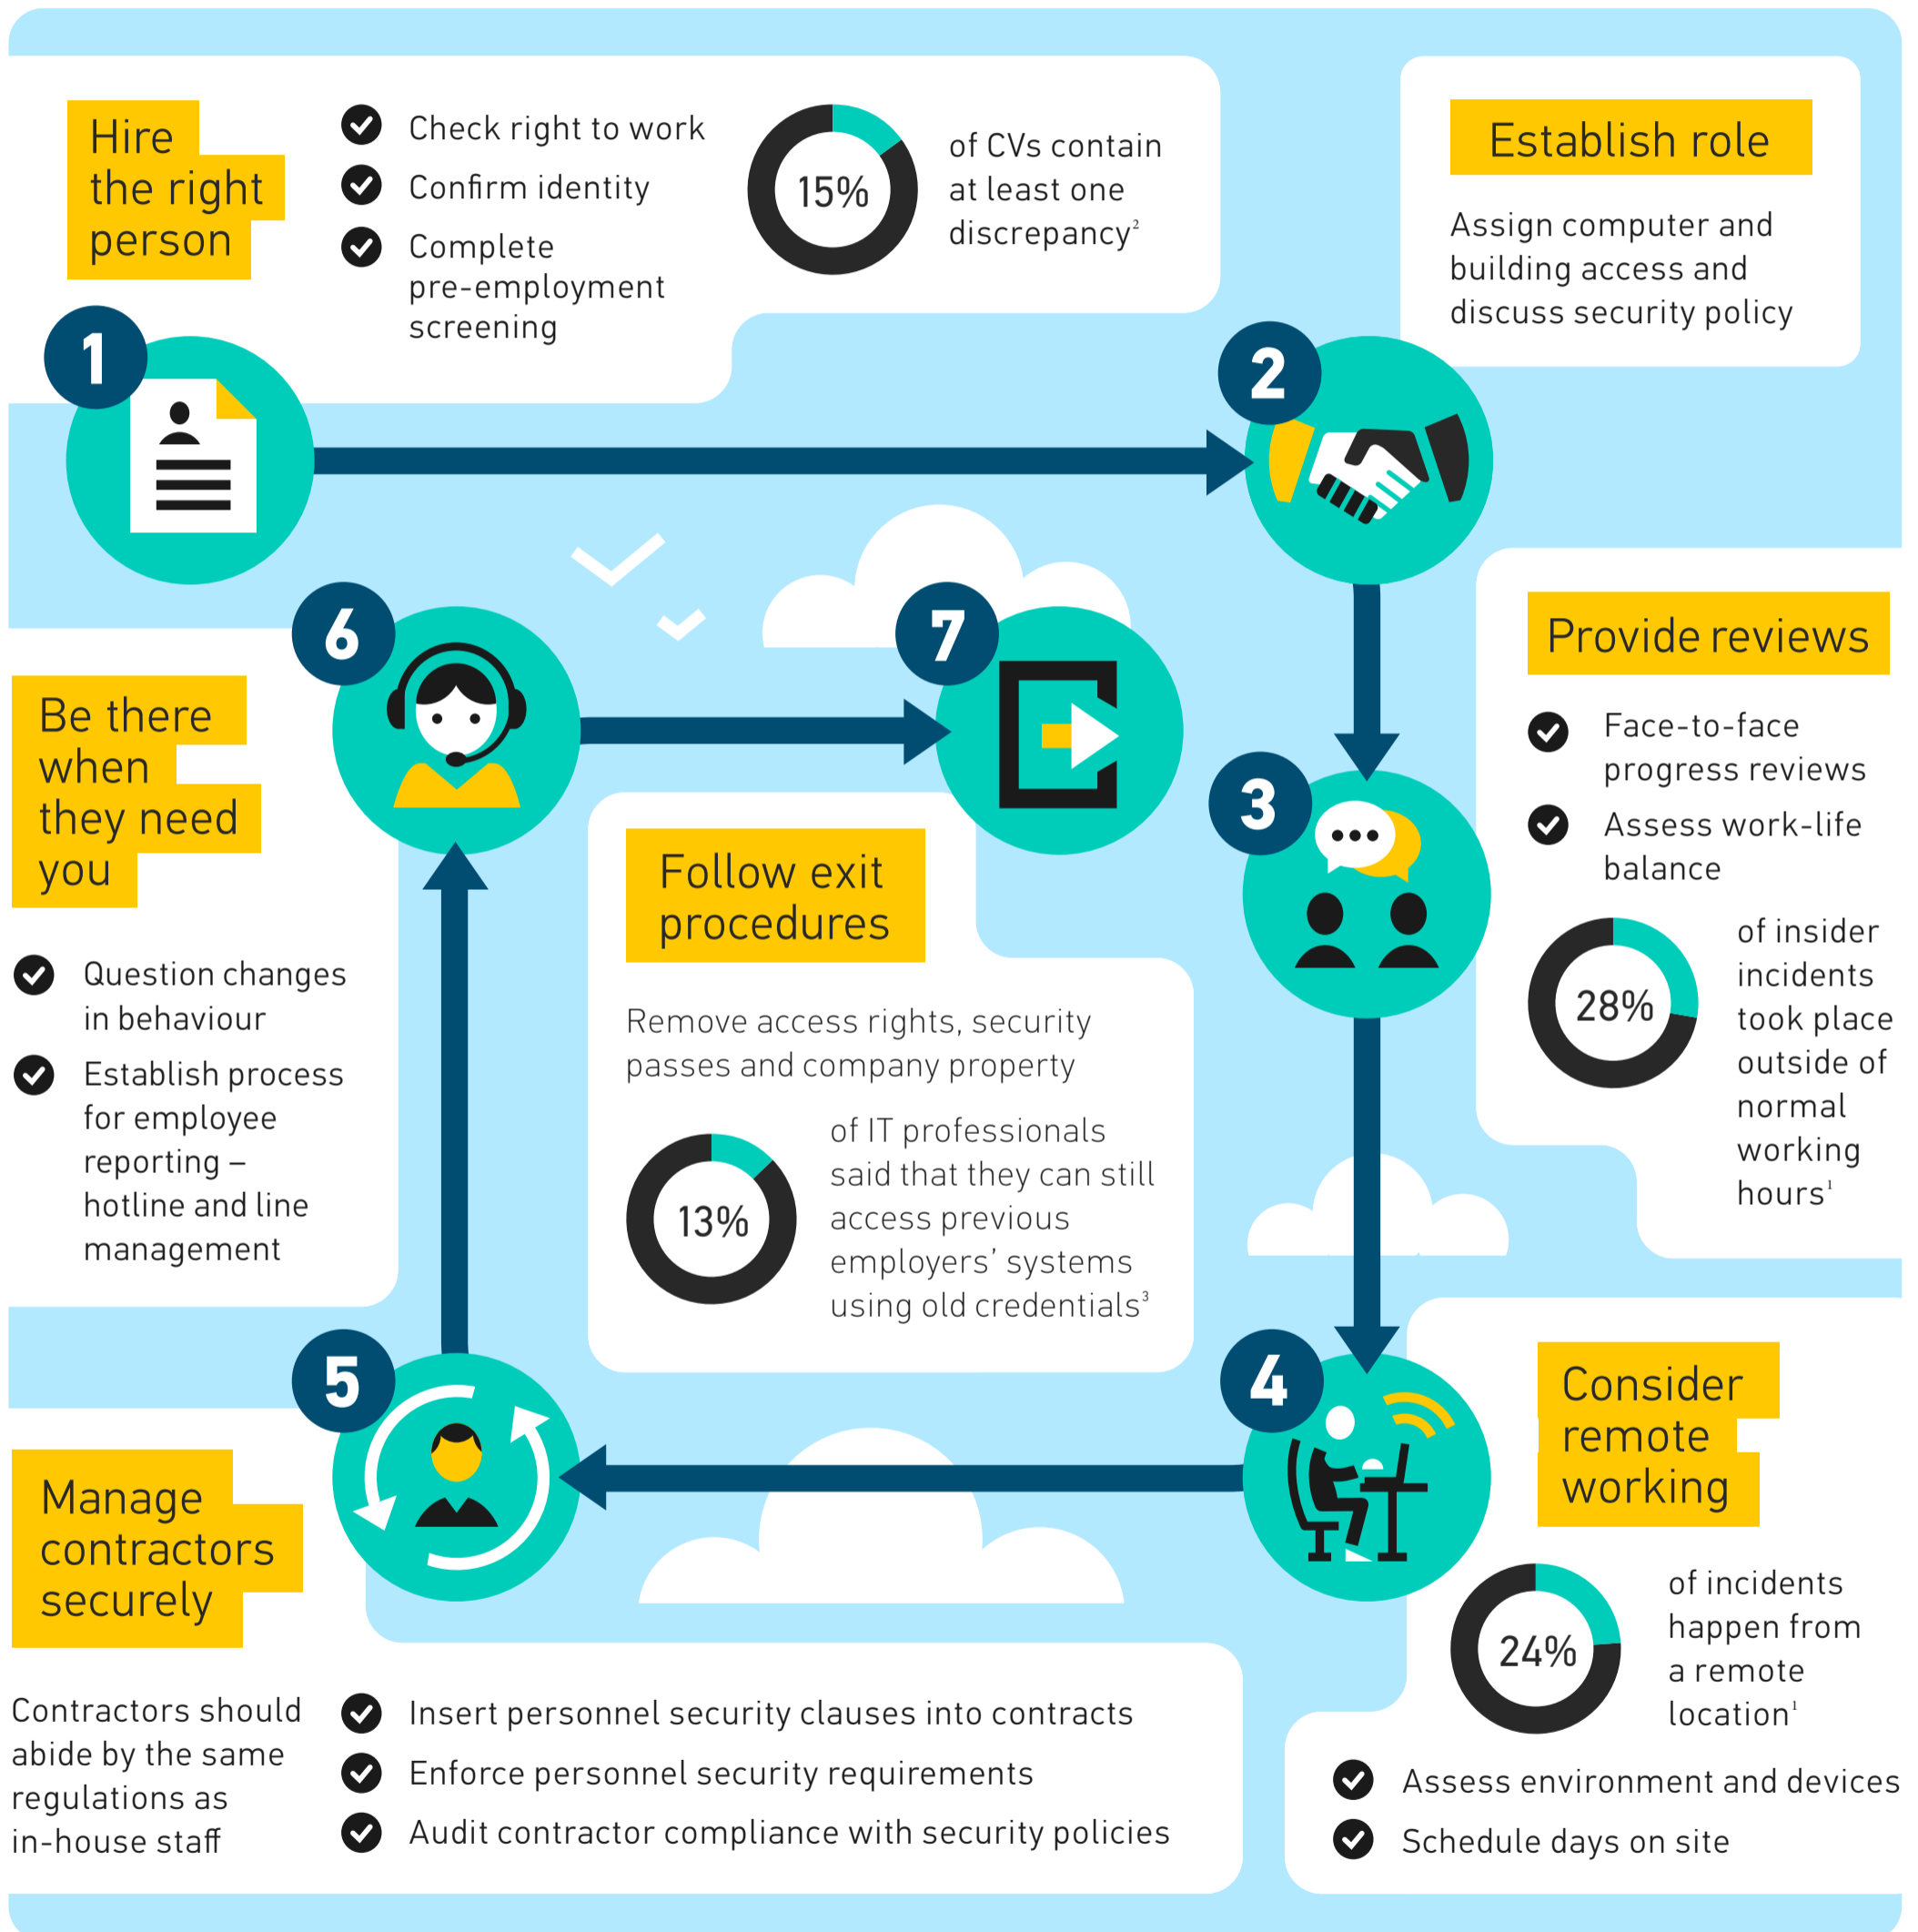 Hire
the right
person
Check right to work
Confirm identity
Complete
pre-employment
screening
15%
of CVs contain
at least one
discrepancy²
1
2
Establish role
Assign computer and
building access and
discuss security policy
3
Provide reviews
Face-to-face
progress reviews
Assess work-life
balance
28%
of insider
incidents
took place
outside of
normal
working
hours¹
4
Consider
remote
working
24%
of incidents
happen from
a remote
location¹
Assess environment and devices
Schedule days on site
5
Manage
contractors
securely
Contractors should
abide by the same
regulations as
in-house staff
Insert personnel security clauses into contracts
Enforce personnel security requirements
Audit contractor compliance with security policies
6
Be there
when
they need
you
Question changes
in behaviour
Establish process
for employee
reporting –
hotline and line
management
7
Follow exit
procedures
Remove access rights, security
passes and company property
13%
of IT professionals
said that they can still
access previous
employers’ systems
using old credentials³